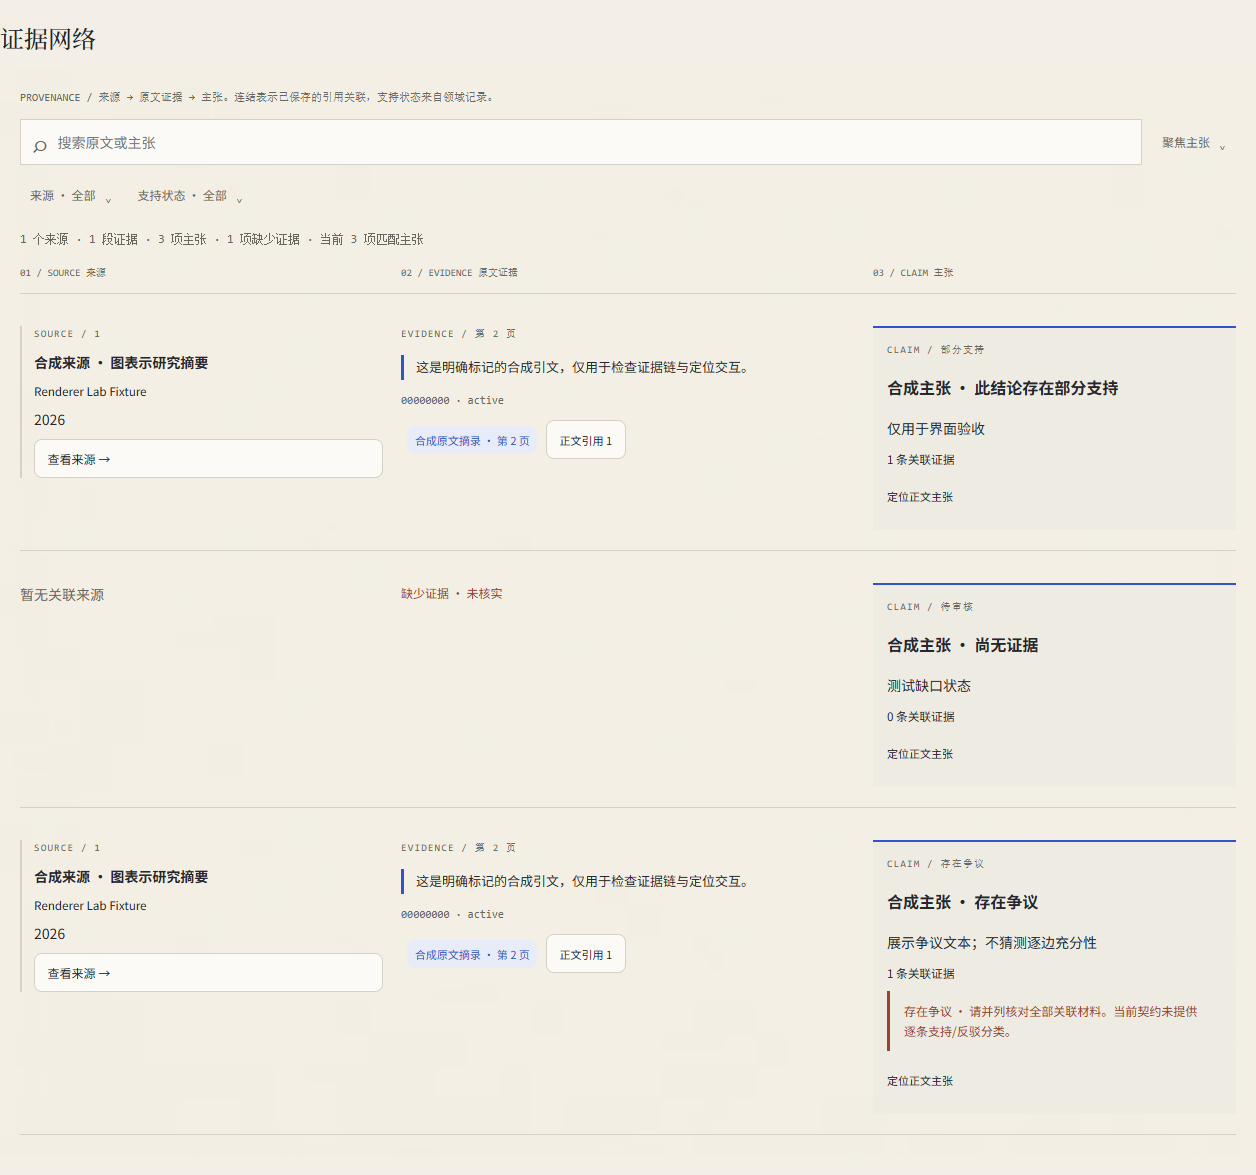 证据网络
PROVENANCE / 来源 → 原文证据 → 主张。连结表示已保存的引用关联，支持状态来自领域记录。
搜索原文或主张
聚焦主张
来源 · 全部
支持状态 · 全部
1 个来源 · 1 段证据 · 3 项主张 · 1 项缺少证据 · 当前 3 项匹配主张
01 / SOURCE 来源
02 / EVIDENCE 原文证据
03 / CLAIM 主张
SOURCE / 1
合成来源 · 图表示研究摘要
Renderer Lab Fixture
2026
查看来源 →
EVIDENCE / 第 2 页
这是明确标记的合成引文，仅用于检查证据链与定位交互。
00000000 · active
合成原文摘录 · 第 2 页
正文引用 1
CLAIM / 部分支持
合成主张 · 此结论存在部分支持
仅用于界面验收
1 条关联证据
定位正文主张
暂无关联来源
缺少证据 · 未核实
CLAIM / 待审核
合成主张 · 尚无证据
测试缺口状态
0 条关联证据
定位正文主张
SOURCE / 1
合成来源 · 图表示研究摘要
Renderer Lab Fixture
2026
查看来源 →
EVIDENCE / 第 2 页
这是明确标记的合成引文，仅用于检查证据链与定位交互。
00000000 · active
合成原文摘录 · 第 2 页
正文引用 1
CLAIM / 存在争议
合成主张 · 存在争议
展示争议文本；不猜测逐边充分性
1 条关联证据
存在争议 · 请并列核对全部关联材料。当前契约未提供
逐条支持/反驳分类。
定位正文主张